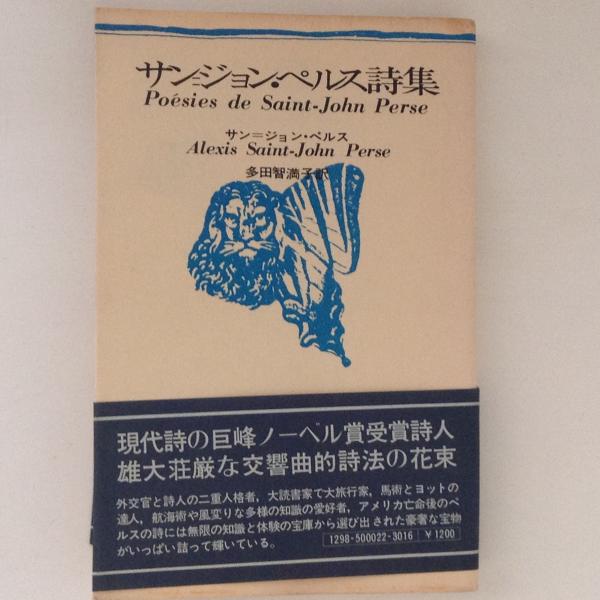 サン=ジョン・ペルス詩集
Poésies de Saint-John Perse
サン=ジョン・ペルス
Alexis Saint-John Perse
多田智満子訳
現代詩の巨峰ノーベル賞受賞詩人
雄大荘厳な交響曲的詩法の花束
外交官と詩人の二重人格者，大読書家で大旅行家，馬術とヨットの
達人，航海術や風変りな多様の知識の愛好者，アメリカ亡命後のペ
ルスの詩には無限の知識と体験の宝庫から選び出された豪奢な宝物
がいっぱい詰って輝いている。
1298-500022-3016 ￥1200